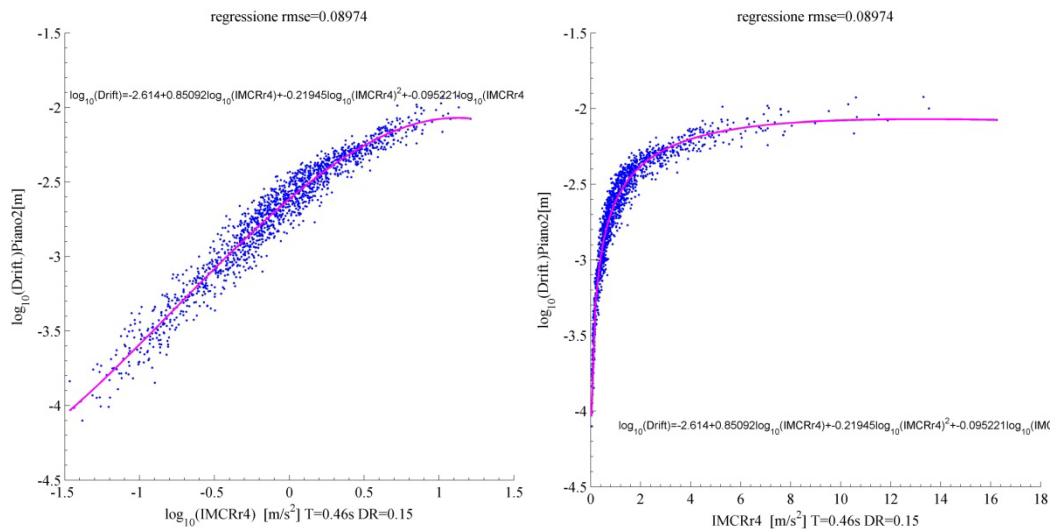 regressione rmse=0.08974
-1.5
-2
-2.5
-3
-3.5
-4
-4.5
log10(Drift.)Piano2[m]
log10(Drift)=-2.614+0.85092log10(IMCRr4)+-0.21945log10(IMCRr4)2+-0.095221log10(IMCRr4
-1.5 -1 -0.5 0 0.5 1 1.5
log10(IMCRr4) [m/s2] T=0.46s DR=0.15
regressione rmse=0.08974
-1.5
-2
-2.5
-3
-3.5
-4
-4.5
log10(Drift.)Piano2[m]
log10(Drift)=-2.614+0.85092log10(IMCRr4)+-0.21945log10(IMCRr4)2+-0.095221log10(IMC
0 2 4 6 8 10 12 14 16 18
IMCRr4 [m/s2] T=0.46s DR=0.15